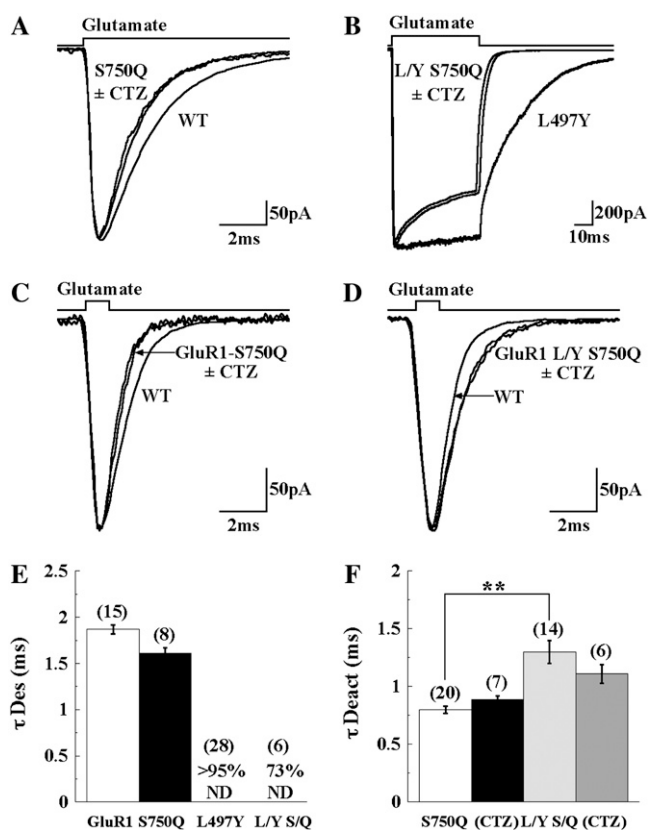 A
Glutamate
S750Q
± CTZ
WT
50pA
2ms
B
Glutamate
L/Y S750Q
± CTZ
L497Y
200pA
10ms
C
Glutamate
GluR1-S750Q
± CTZ
WT
50pA
2ms
D
Glutamate
GluR1 L/Y S750Q
± CTZ
WT
50pA
2ms
E
τ Des (ms)
2.5
2
1.5
1
0.5
0
(15)
(8)
(28)
>95%
ND
(6)
73%
ND
GluR1 S750Q L497Y L/Y S/Q
F
τ Deact (ms)
2
1.5
1
0.5
0
**
(20)
(7)
(14)
(6)
S750Q (CTZ) L/Y S/Q (CTZ)